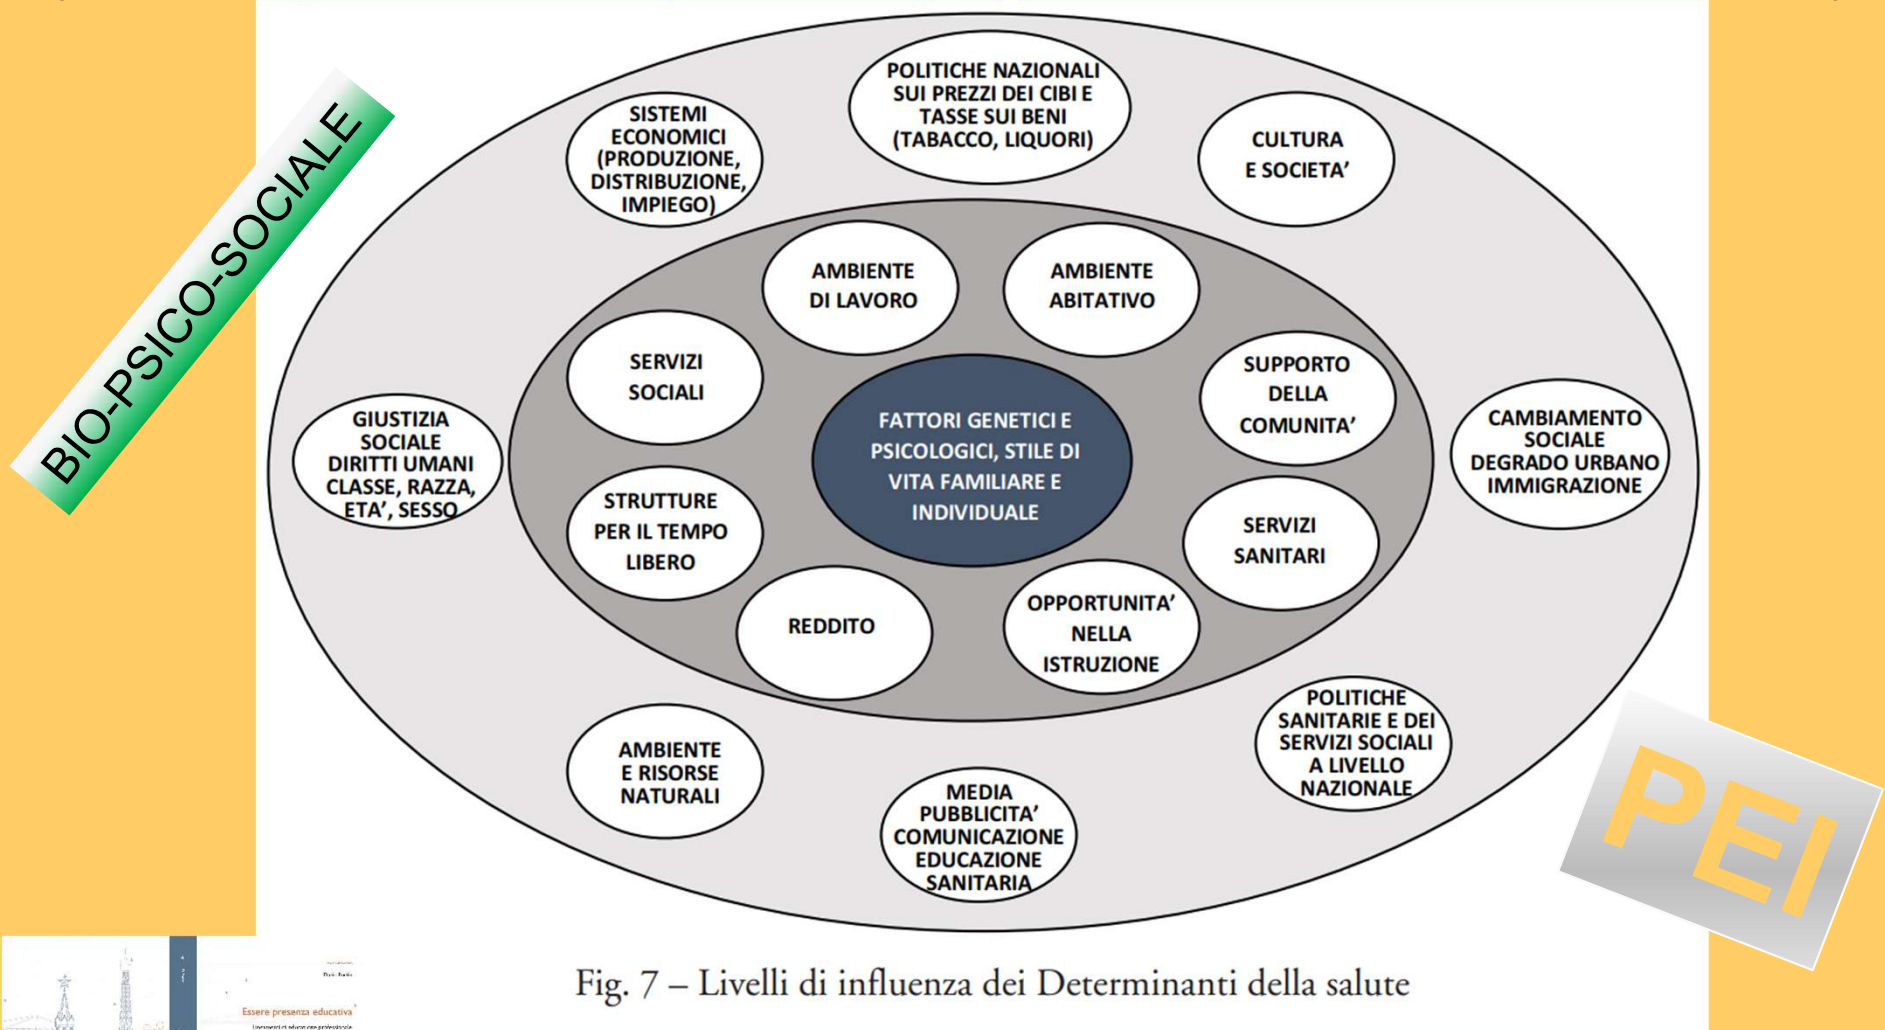 BIO-PSICO-SOCIALE
POLITICHE NAZIONALI
SUI PREZZI DEI CIBI E
TASSE SUI BENI
(TABACCO, LIQUORI)
SISTEMI
ECONOMICI
(PRODUZIONE,
DISTRIBUZIONE,
IMPIEGO)
CULTURA
E SOCIETA’
AMBIENTE
DI LAVORO
AMBIENTE
ABITATIVO
SERVIZI
SOCIALI
SUPPORTO
DELLA
COMUNITA’
GIUSTIZIA
SOCIALE
DIRITTI UMANI
CLASSE, RAZZA,
ETA’, SESSO
FATTORI GENETICI E
PSICOLOGICI, STILE DI
VITA FAMILIARE E
INDIVIDUALE
CAMBIAMENTO
SOCIALE
DEGRADO URBANO
IMMIGRAZIONE
STRUTTURE
PER IL TEMPO
LIBERO
SERVIZI
SANITARI
REDDITO
OPPORTUNITA’
NELLA
ISTRUZIONE
AMBIENTE
E RISORSE
NATURALI
MEDIA
PUBBLICITA’
COMUNICAZIONE
EDUCAZIONE
SANITARIA
POLITICHE
SANITARIE E DEI
SERVIZI SOCIALI
A LIVELLO
NAZIONALE
PEI
Fig. 7 – Livelli di influenza dei Determinanti della salute
Essere presenza educativa